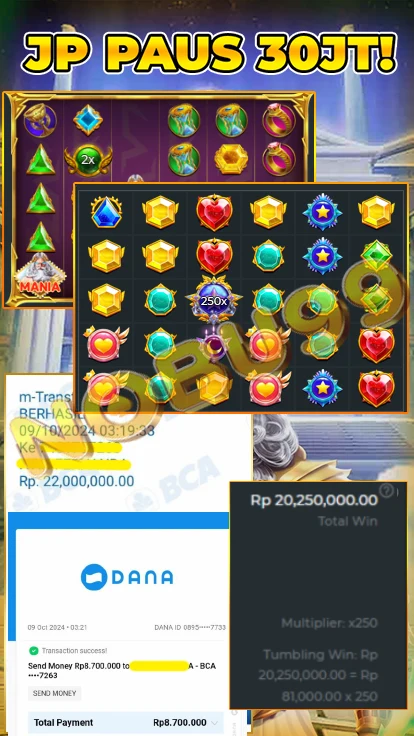 JP PAUS 30JT!
2x
MANIA
250x
NOBU99
m-Transf
BERHAS
09/10/2024 03:19:33
Ke
Rp. 22,000,000.00
BCA
Rp 20,250,000.00
Total Win
Multiplier: x250
Tumbling Win: Rp
20,250,000.00 = Rp
81,000.00 x 250
DANA
09 Oct 2024 • 03:21
DANA ID 0895•••••7733
Transaction success!
Send Money Rp8.700.000 to A - BCA
••••7263
SEND MONEY
Total Payment Rp8.700.000